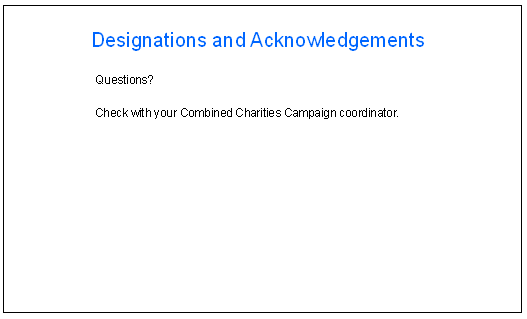 Designations and Acknowledgements
Questions?
Check with your Combined Charities Campaign coordinator.